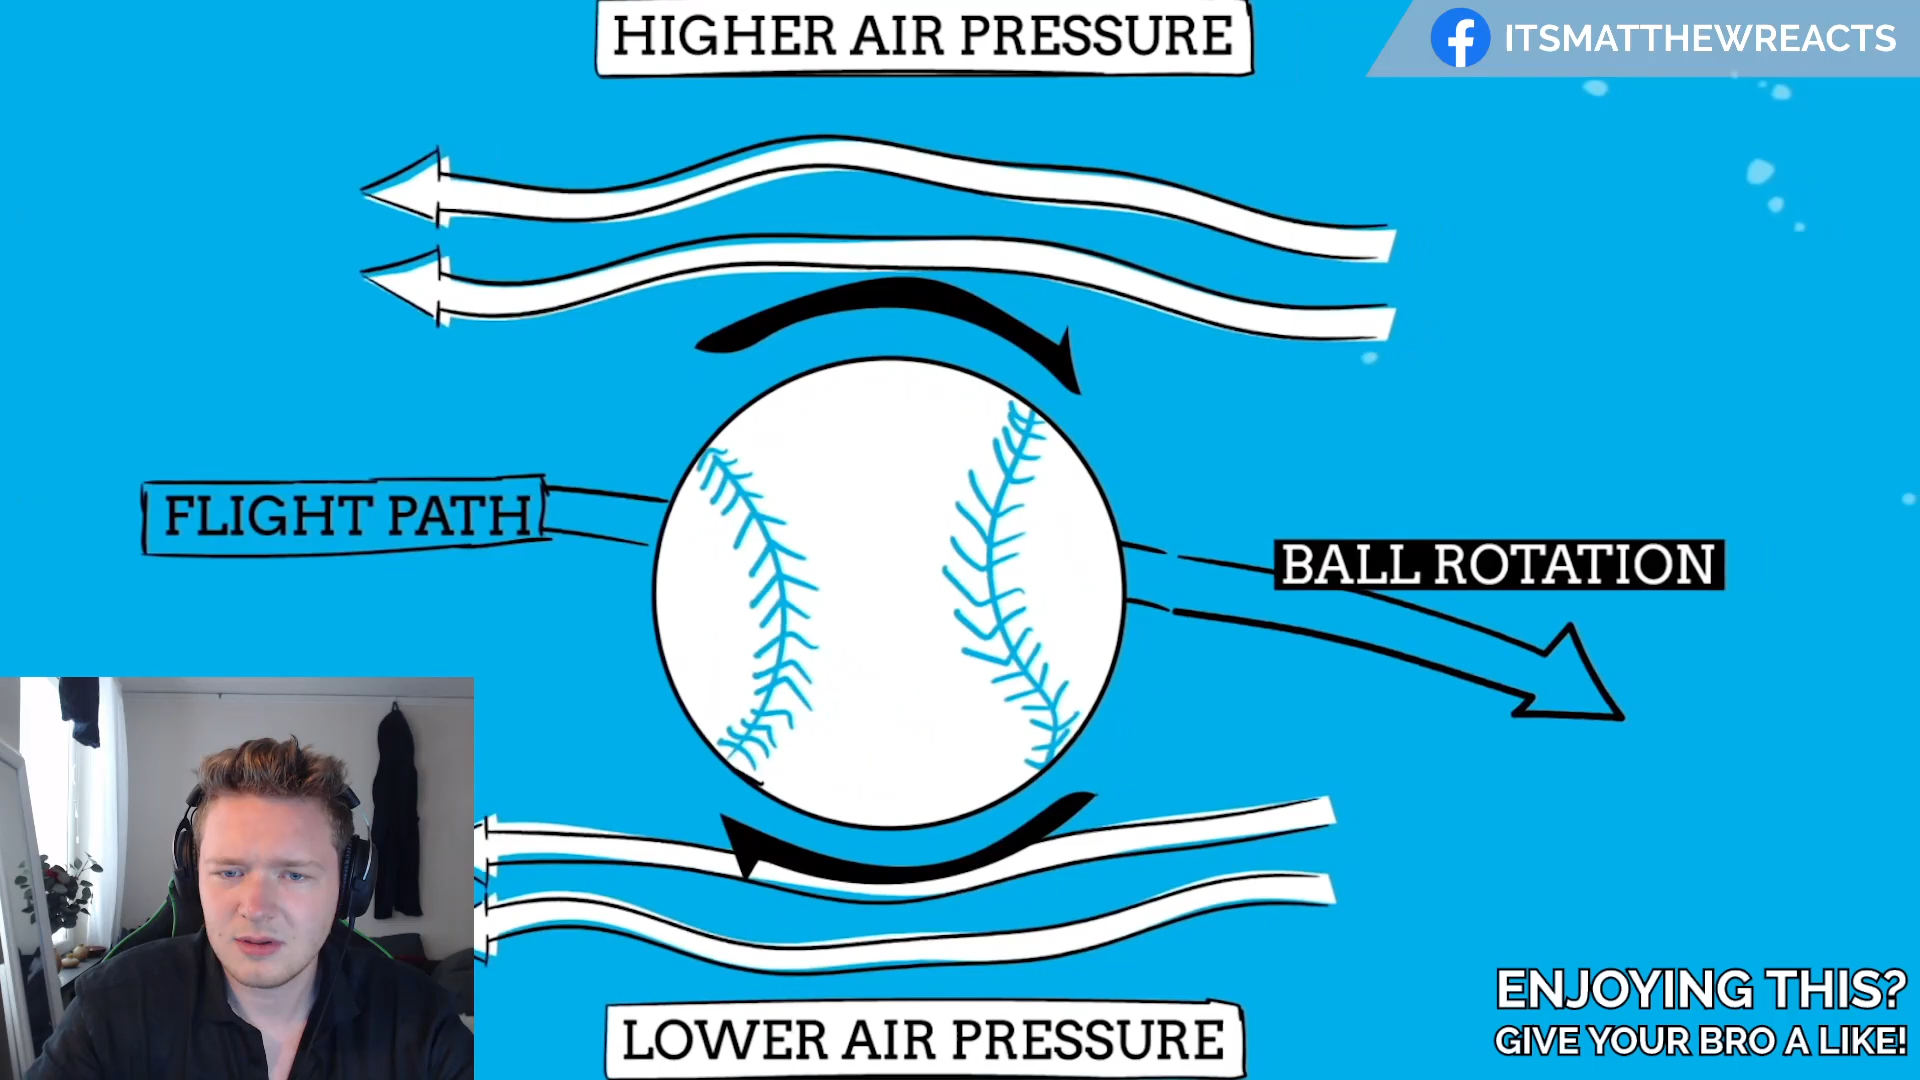 HIGHER AIR PRESSURE
ITSMATTHEWREACTS
FLIGHT PATH
BALL ROTATION
LOWER AIR PRESSURE
ENJOYING THIS?
GIVE YOUR BRO A LIKE!